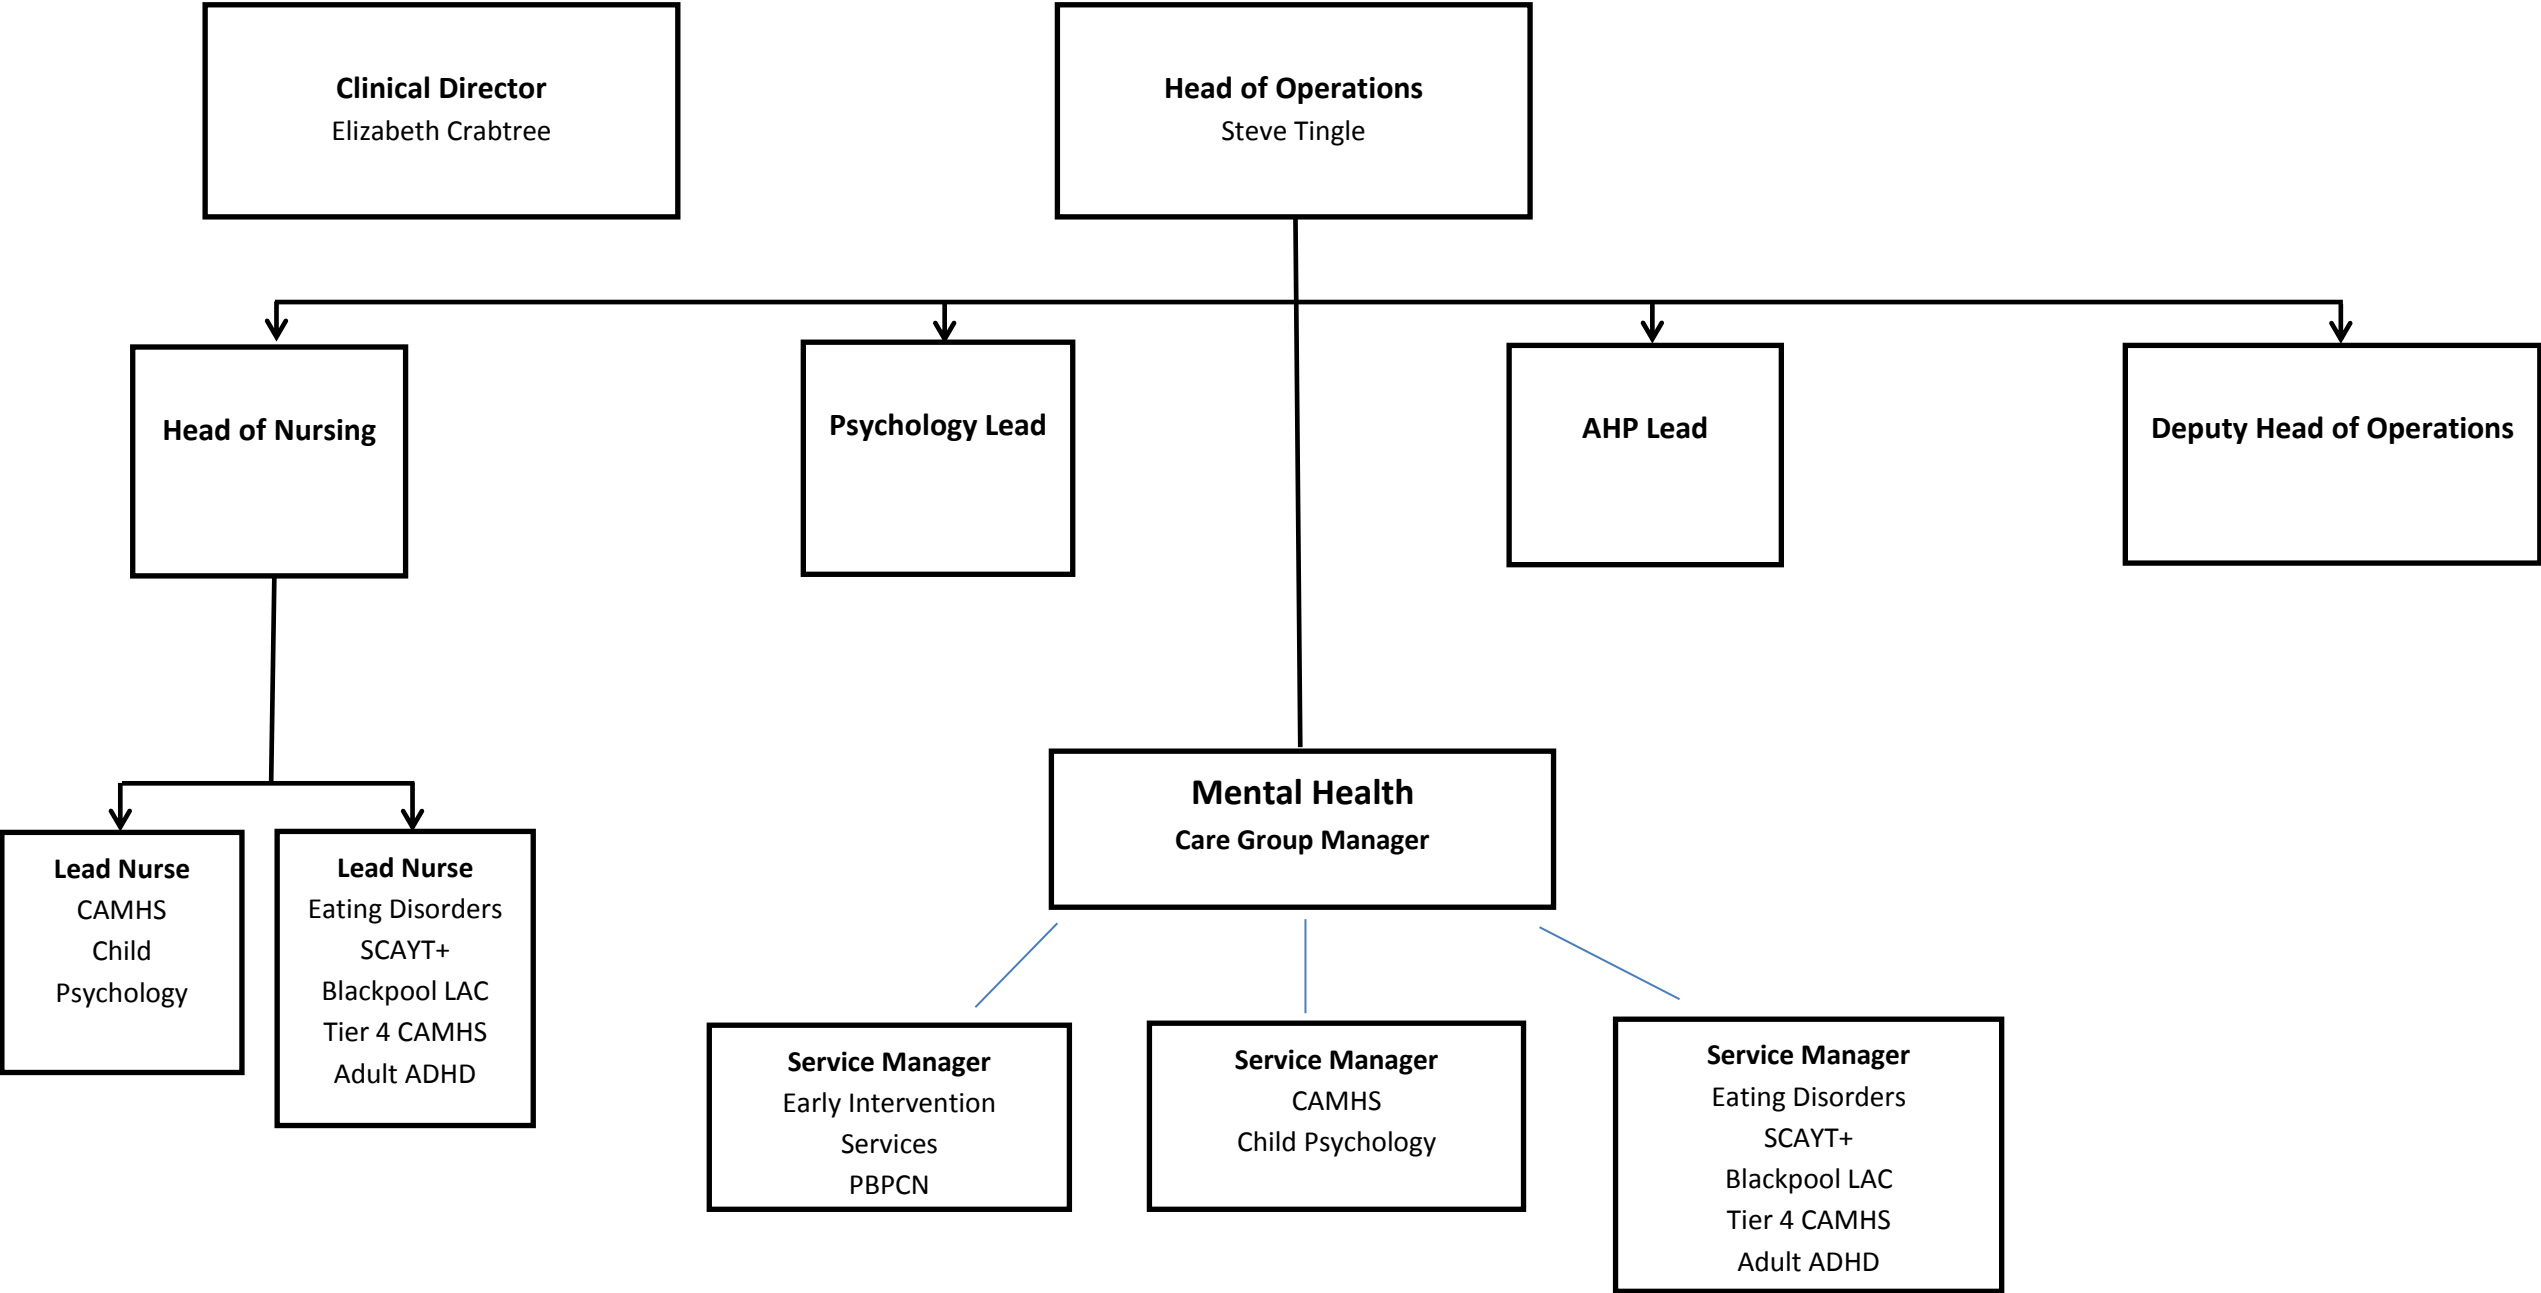 Clinical Director
Elizabeth Crabtree
Head of Operations
Steve Tingle
Head of Nursing
Psychology Lead
AHP Lead
Deputy Head of Operations
Mental Health
Care Group Manager
Lead Nurse
CAMHS
Child
Psychology
Lead Nurse
Eating Disorders
SCAYT+
Blackpool LAC
Tier 4 CAMHS
Adult ADHD
Service Manager
Early Intervention
Services
PBPCN
Service Manager
CAMHS
Child Psychology
Service Manager
Eating Disorders
SCAYT+
Blackpool LAC
Tier 4 CAMHS
Adult ADHD